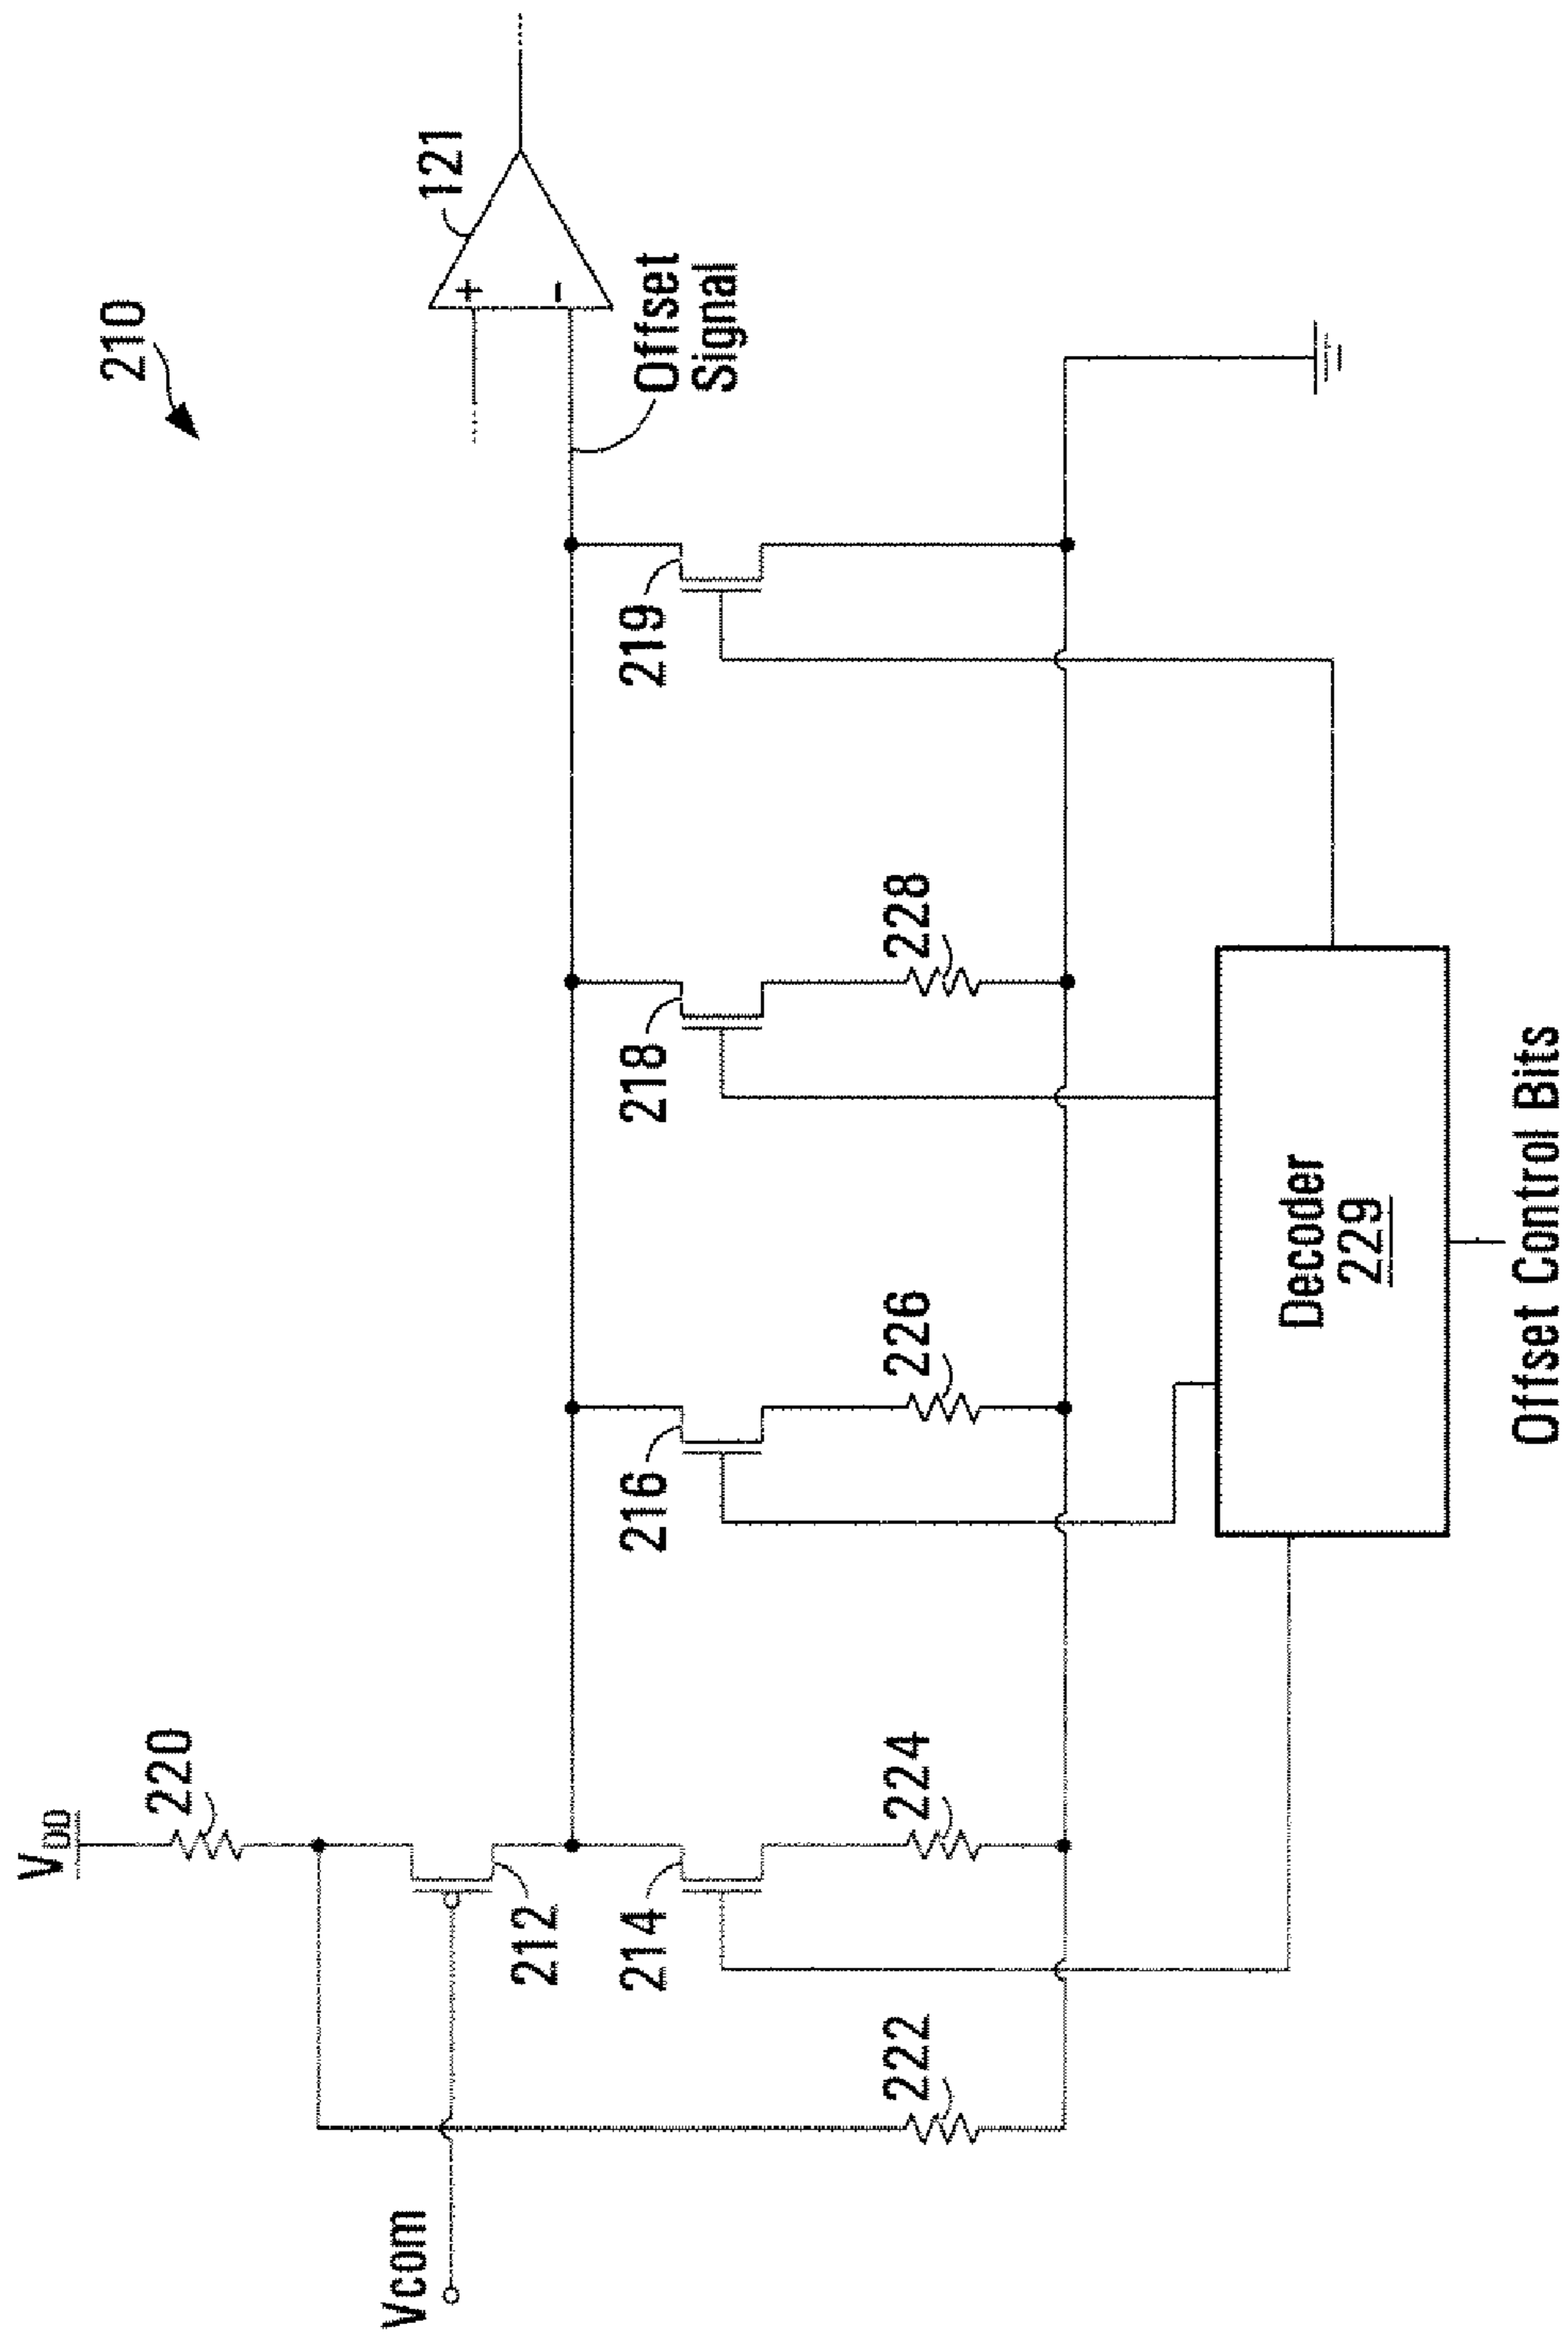 210
121
+
-
Offset
Signal
V_DD
220
Vcom
212
214
216
218
219
222
224
226
228
Decoder
229
Offset Control Bits